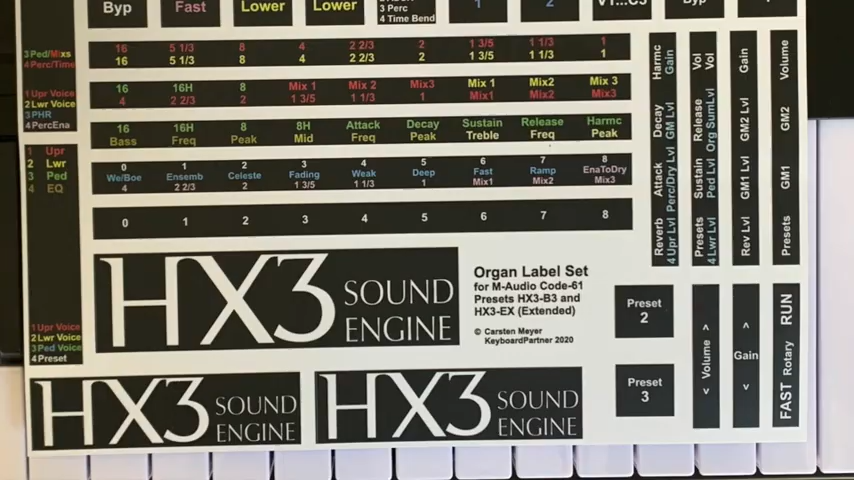 Byp Fast Lower Lower 3 Perc 1 2 V1...C3 Byp
4 Time Bend
3 Ped/Mixs 16 5 1/3 8 4 2 2/3 2 1 3/5 1 1/3 1
4 Perc/Time 16 5 1/3 8 4 2 2/3 2 1 3/5 1 1/3 1
1 Upr Voice 16 16H 8 Mix 1 Mix 2 Mix3 Mix 1 Mix2 Mix 3
2 Lwr Voice 4 2 2/3 2 1 3/5 1 1/3 1 Mix1 Mix2 Mix3
3 PHR
4 PercEna
16 16H 8 8H Attack Decay Sustain Release Harmc
Bass Freq Peak Mid Freq Peak Treble Freq Peak
1 Upr
2 Lwr
3 Ped
4 EQ
0 1 2 3 4 5 6 7 8
We/Boe Ensemb Celeste Fading Weak Deep Fast Ramp EnaToDry
4 2 2/3 2 1 3/5 1 1/3 1 Mix1 Mix2 Mix3
0 1 2 3 4 5 6 7 8
Reverb Attack Decay Harmc
4 Upr Lvl Perc/Dry Lvl GM Lvl Gain
Presets Sustain Release Vol
4 Lwr Lvl Ped Lvl Org SumLvl Vol
Rev Lvl GM1 Lvl GM2 Lvl Gain
Presets GM1 GM2 Volume
HX3 SOUND
ENGINE
Organ Label Set
for M-Audio Code-61
Presets HX3-B3 and
HX3-EX (Extended)
© Carsten Meyer
KeyboardPartner 2020
1 Upr Voice
2 Lwr Voice
3 Ped Voice
4 Preset
Preset
2
Preset
3
< Volume >
< Gain >
FAST Rotary RUN
HX3 SOUND
ENGINE
HX3 SOUND
ENGINE